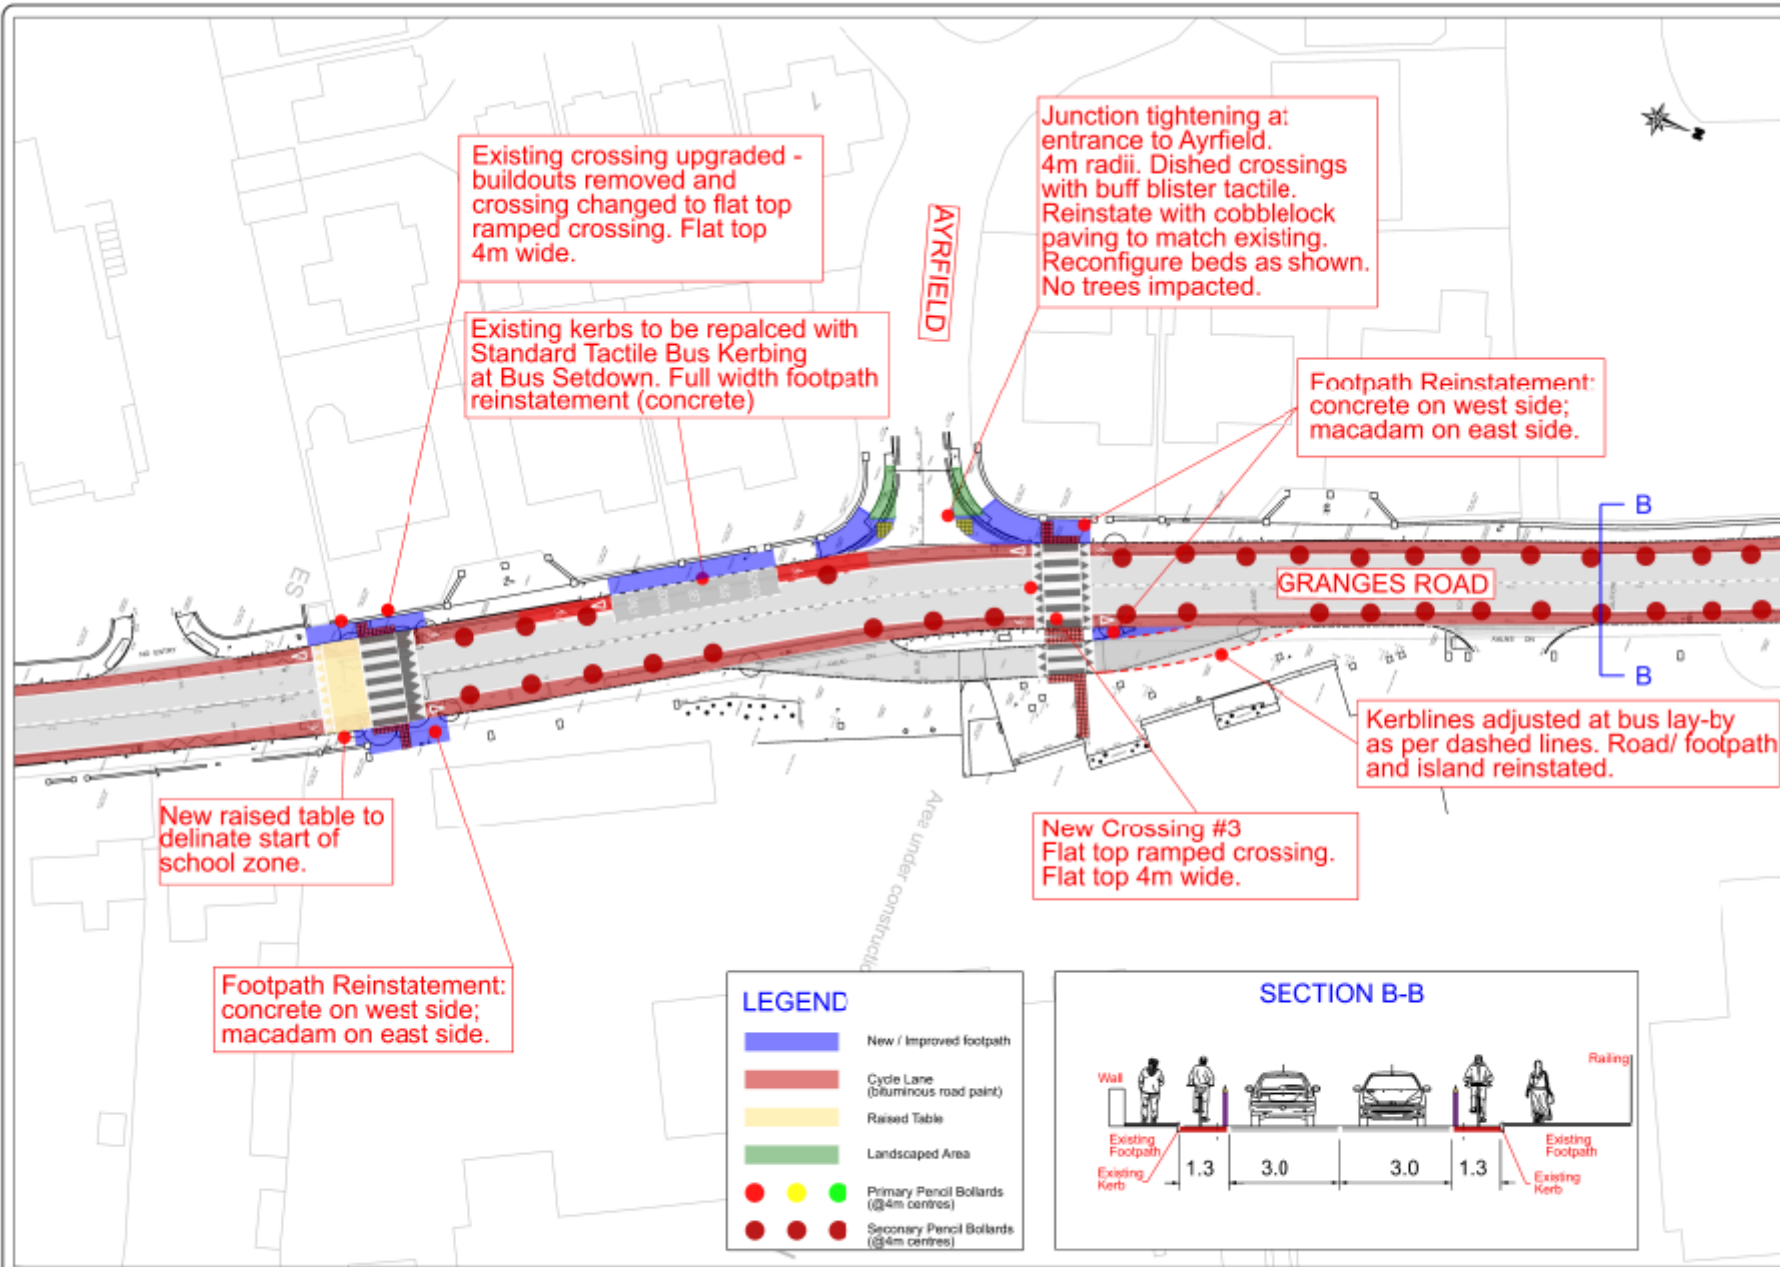 Existing crossing upgraded -
buildouts removed and
crossing changed to flat top
ramped crossing. Flat top
4m wide.
Junction tightening at
entrance to Ayrfield.
4m radii. Dished crossings
with buff blister tactile.
Reinstate with cobblelock
paving to match existing.
Reconfigure beds as shown.
No trees impacted.
AYRFIELD
Existing kerbs to be repalced with
Standard Tactile Bus Kerbing
at Bus Setdown. Full width footpath
reinstatement (concrete)
Footpath Reinstatement:
concrete on west side;
macadam on east side.
B
GRANGES ROAD
ES
NO ENTRY
B
Kerblines adjusted at bus lay-by
as per dashed lines. Road/ footpath
and island reinstated.
New raised table to
delinate start of
school zone.
New Crossing #3
Flat top ramped crossing.
Flat top 4m wide.
Area under constructic
Footpath Reinstatement:
concrete on west side;
macadam on east side.
LEGEND
New / Improved footpath
Cycle Lane
(bituminous road paint)
Raised Table
Landscaped Area
Primary Pencil Bollards
(@4m centres)
Seconary Pencil Bollards
(@4m centres)
SECTION B-B
Wall
Railing
Existing
Footpath
Existing
Kerb
1.3
3.0
3.0
1.3
Existing
Footpath
Existing
Kerb